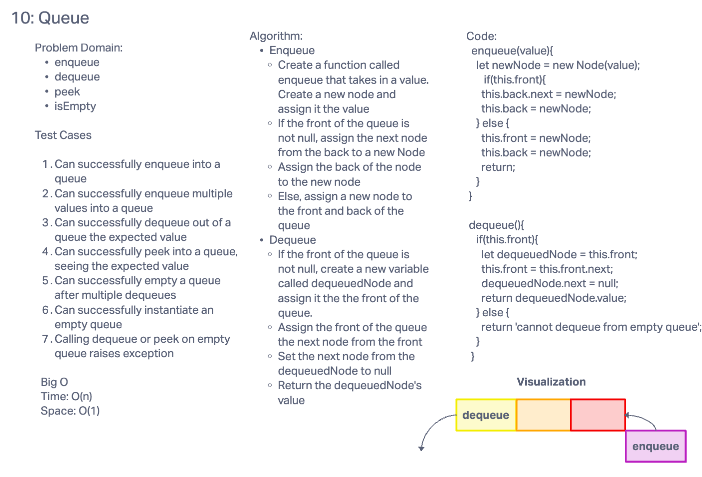 10: Queue
Problem Domain:
• enqueue
• dequeue
• peek
• isEmpty
Test Cases
1. Can successfully enqueue into a
queue
2. Can successfully enqueue multiple
values into a queue
3. Can successfully dequeue out of a
queue the expected value
4. Can successfully peek into a queue,
seeing the expected value
5. Can successfully empty a queue
after multiple dequeues
6. Can successfully instantiate an
empty queue
7. Calling dequeue or peek on empty
queue raises exception
Big O
Time: O(n)
Space: O(1)
Algorithm:
• Enqueue
◦ Create a function called
enqueue that takes in a value.
Create a new node and
assign it the value
◦ If the front of the queue is
not null, assign the next node
from the back to a new Node
◦ Assign the back of the node
to the new node
◦ Else, assign a new node to
the front and back of the
queue
• Dequeue
◦ If the front of the queue is
not null, create a new variable
called dequeuedNode and
assign it the the front of the
queue.
◦ Assign the front of the queue
the next node from the front
◦ Set the next node from the
dequeuedNode to null
◦ Return the dequeuedNode's
value
Code:
enqueue(value){
let newNode = new Node(value);
if(this.front){
this.back.next = newNode;
this.back = newNode;
} else {
this.front = newNode;
this.back = newNode;
return;
}
}
dequeue(){
if(this.front){
let dequeuedNode = this.front;
this.front = this.front.next;
dequeuedNode.next = null;
return dequeuedNode.value;
} else {
return 'cannot dequeue from empty queue';
}
}
Visualization
dequeue
enqueue